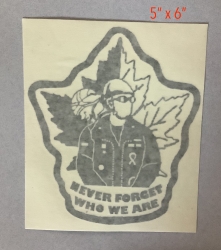 5" x 6"
NEVER FORGET
WHO WE ARE